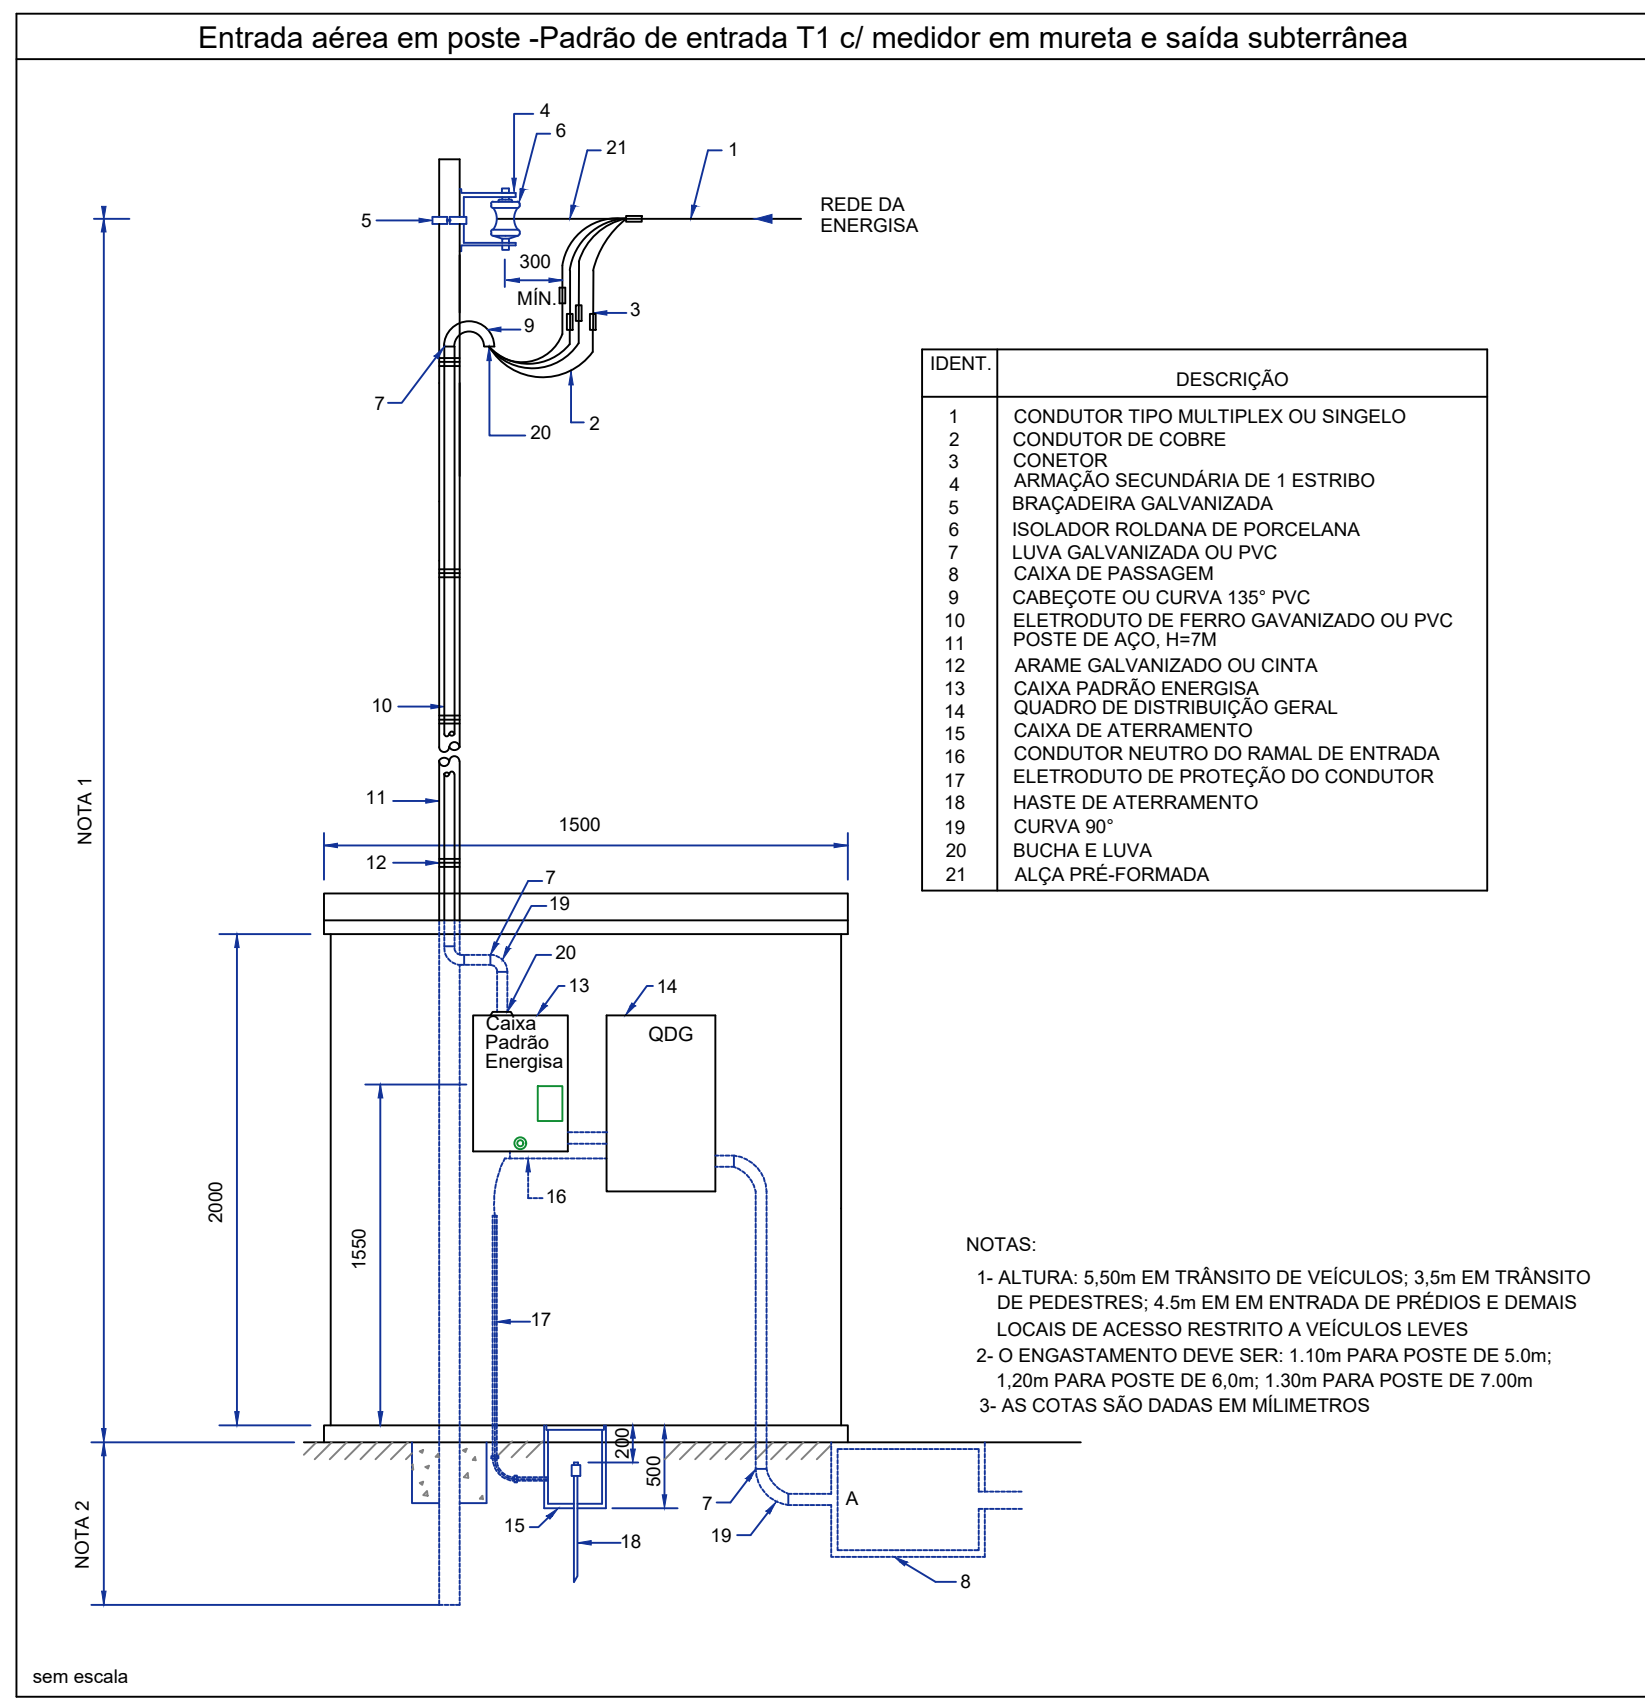 Entrada aérea em poste -Padrão de entrada T1 c/ medidor em mureta e saída subterrânea
4
6
21
1
REDE DA
ENERGISA
5
300
MÍN.
3
9
7
20
2
IDENT. DESCRIÇÃO
1 CONDUTOR TIPO MULTIPLEX OU SINGELO
2 CONDUTOR DE COBRE
3 CONETOR
4 ARMAÇÃO SECUNDÁRIA DE 1 ESTRIBO
5 BRAÇADEIRA GALVANIZADA
6 ISOLADOR ROLDANA DE PORCELANA
7 LUVA GALVANIZADA OU PVC
8 CAIXA DE PASSAGEM
9 CABEÇOTE OU CURVA 135° PVC
10 ELETRODUTO DE FERRO GAVANIZADO OU PVC
11 POSTE DE AÇO, H=7M
12 ARAME GALVANIZADO OU CINTA
13 CAIXA PADRÃO ENERGISA
14 QUADRO DE DISTRIBUIÇÃO GERAL
15 CAIXA DE ATERRAMENTO
16 CONDUTOR NEUTRO DO RAMAL DE ENTRADA
17 ELETRODUTO DE PROTEÇÃO DO CONDUTOR
18 HASTE DE ATERRAMENTO
19 CURVA 90°
20 BUCHA E LUVA
21 ALÇA PRÉ-FORMADA
10
NOTA 1
11
1500
12
7
19
20
13
14
Caixa
Padrão
Energisa
QDG
2000
1550
16
17
NOTAS:
1- ALTURA: 5,50m EM TRÂNSITO DE VEÍCULOS; 3,5m EM TRÂNSITO
DE PEDESTRES; 4.5m EM EM ENTRADA DE PRÉDIOS E DEMAIS
LOCAIS DE ACESSO RESTRITO A VEÍCULOS LEVES
2- O ENGASTAMENTO DEVE SER: 1.10m PARA POSTE DE 5.0m;
1,20m PARA POSTE DE 6,0m; 1.30m PARA POSTE DE 7.00m
3- AS COTAS SÃO DADAS EM MÍLIMETROS
200
500
NOTA 2
15
18
7
19
A
8
sem escala